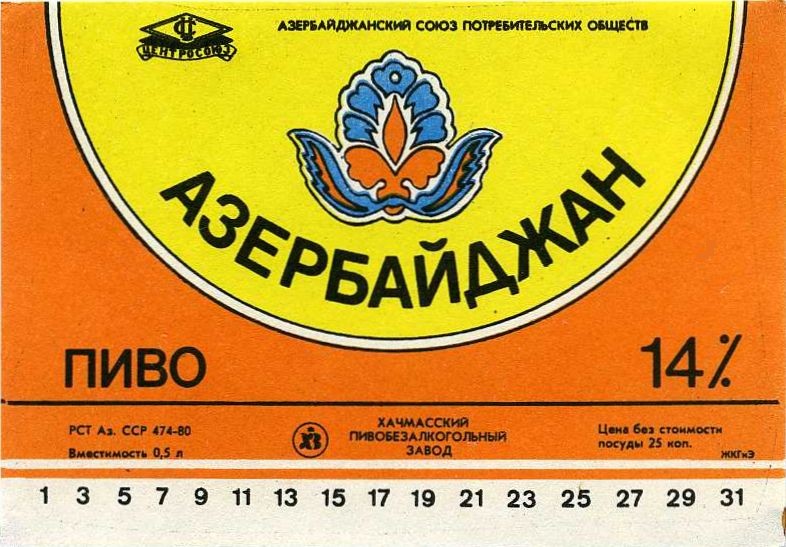 ЦЕНТРОСОЮЗ
АЗЕРБАЙДЖАНСКИЙ СОЮЗ ПОТРЕБИТЕЛЬСКИХ ОБЩЕСТВ
АЗЕРБАЙДЖАН
ПИВО
14%
РСТ Аз. ССР 474-80
Вместимость 0,5 л
ХЗ
ХАЧМАССКИЙ
ПИВОБЕЗАЛКОГОЛЬНЫЙ
ЗАВОД
Цена без стоимости
посуды 25 коп.
ЖКГиЭ
1 3 5 7 9 11 13 15 17 19 21 23 25 27 29 31